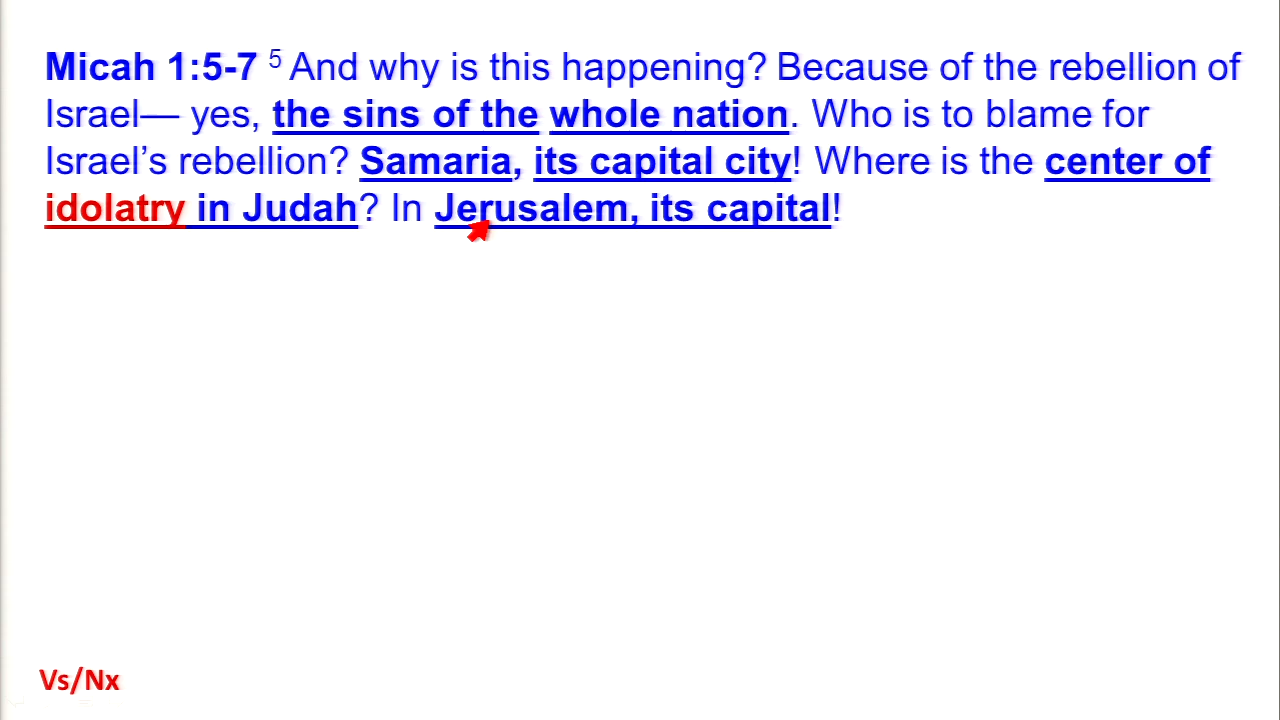 Micah 1:5-7 5 And why is this happening? Because of the rebellion of
Israel— yes, the sins of the whole nation. Who is to blame for
Israel’s rebellion? Samaria, its capital city! Where is the center of
idolatry in Judah? In Jerusalem, its capital!
Vs/Nx